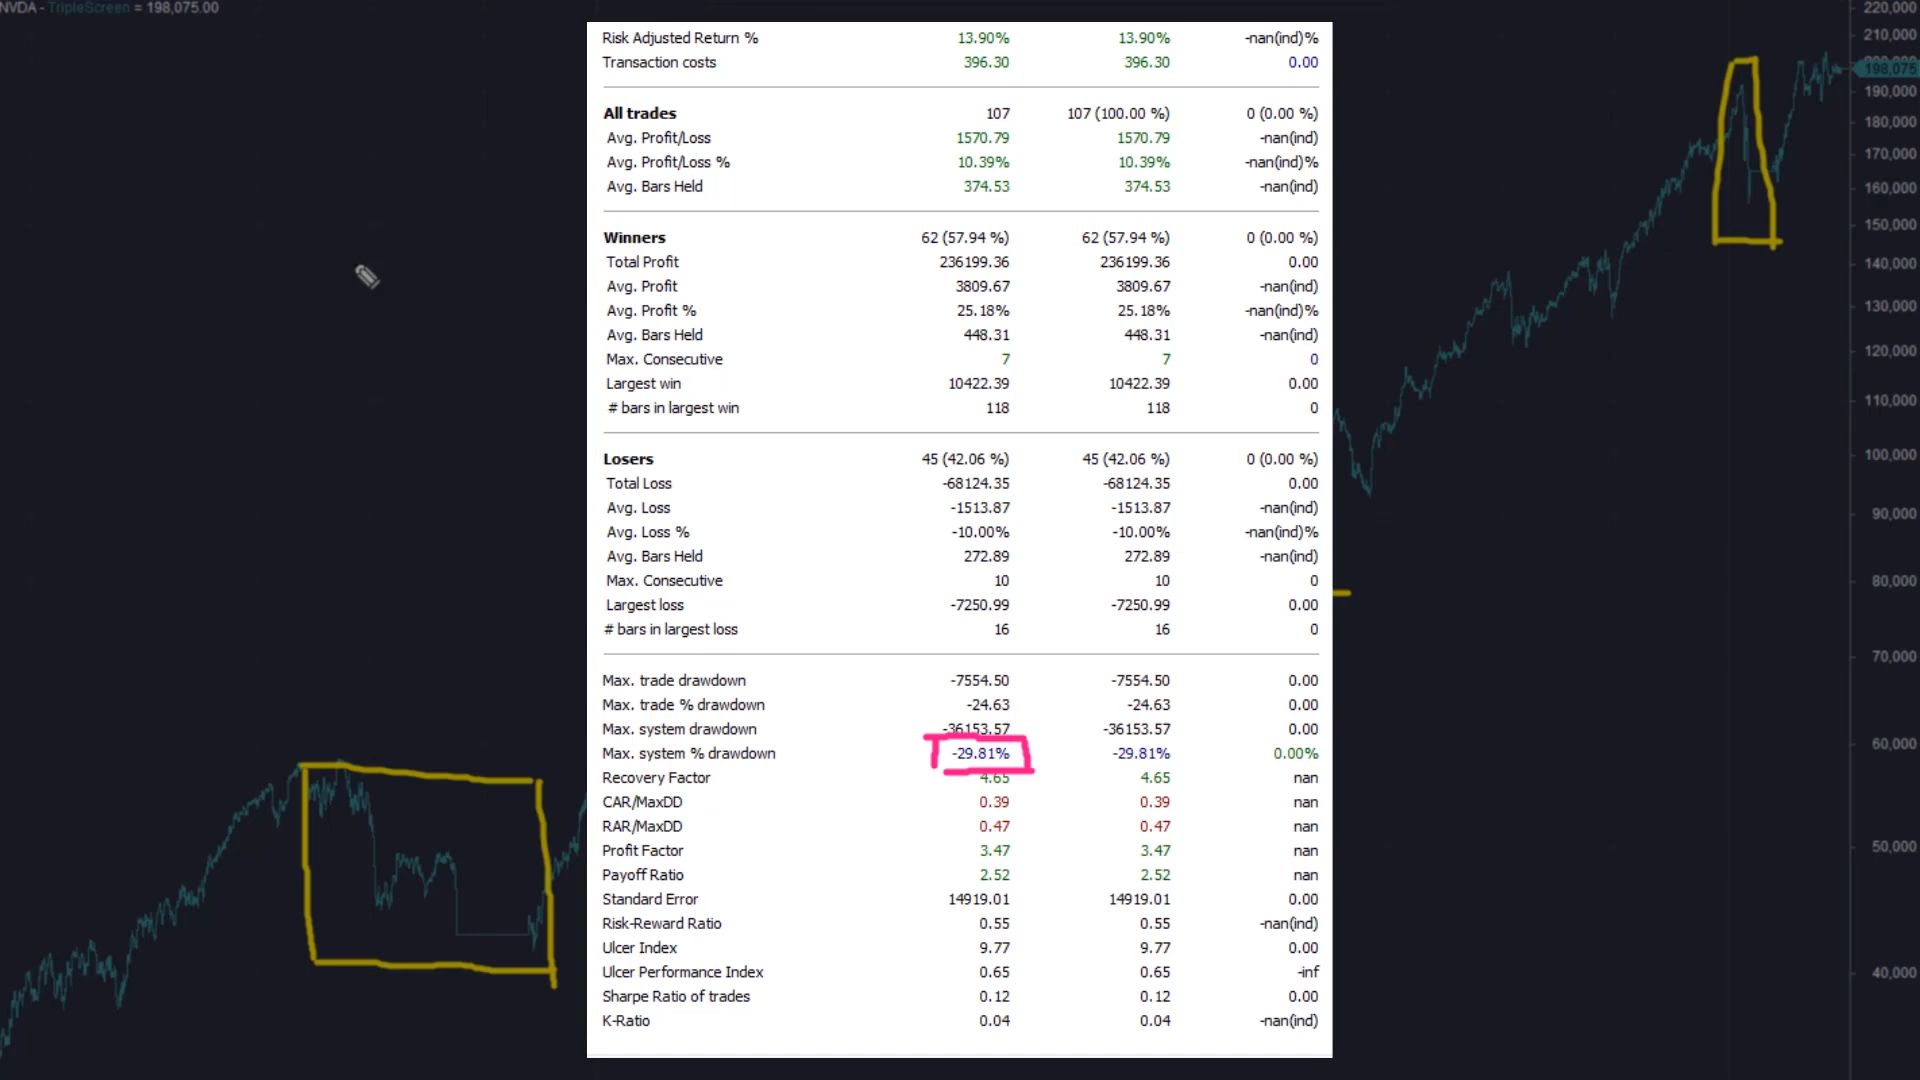 NVDA - TripleScreen = 198,075.00
Risk Adjusted Return % 13.90% 13.90% -nan(ind)%
Transaction costs 396.30 396.30 0.00
All trades 107 107 (100.00 %) 0 (0.00 %)
Avg. Profit/Loss 1570.79 1570.79 -nan(ind)
Avg. Profit/Loss % 10.39% 10.39% -nan(ind)%
Avg. Bars Held 374.53 374.53 -nan(ind)
Winners 62 (57.94 %) 62 (57.94 %) 0 (0.00 %)
Total Profit 236199.36 236199.36 0.00
Avg. Profit 3809.67 3809.67 -nan(ind)
Avg. Profit % 25.18% 25.18% -nan(ind)%
Avg. Bars Held 448.31 448.31 -nan(ind)
Max. Consecutive 7 7 0
Largest win 10422.39 10422.39 0.00
# bars in largest win 118 118 0
Losers 45 (42.06 %) 45 (42.06 %) 0 (0.00 %)
Total Loss -68124.35 -68124.35 0.00
Avg. Loss -1513.87 -1513.87 -nan(ind)
Avg. Loss % -10.00% -10.00% -nan(ind)%
Avg. Bars Held 272.89 272.89 -nan(ind)
Max. Consecutive 10 10 0
Largest loss -7250.99 -7250.99 0.00
# bars in largest loss 16 16 0
Max. trade drawdown -7554.50 -7554.50 0.00
Max. trade % drawdown -24.63 -24.63 0.00
Max. system drawdown -36153.57 -36153.57 0.00
Max. system % drawdown -29.81% -29.81% 0.00%
Recovery Factor 4.65 4.65 nan
CAR/MaxDD 0.39 0.39 nan
RAR/MaxDD 0.47 0.47 nan
Profit Factor 3.47 3.47 nan
Payoff Ratio 2.52 2.52 nan
Standard Error 14919.01 14919.01 0.00
Risk-Reward Ratio 0.55 0.55 -nan(ind)
Ulcer Index 9.77 9.77 0.00
Ulcer Performance Index 0.65 0.65 -inf
Sharpe Ratio of trades 0.12 0.12 0.00
K-Ratio 0.04 0.04 -nan(ind)
220,000
210,000
198,075
190,000
180,000
170,000
160,000
150,000
140,000
130,000
120,000
110,000
100,000
90,000
80,000
70,000
60,000
50,000
40,000